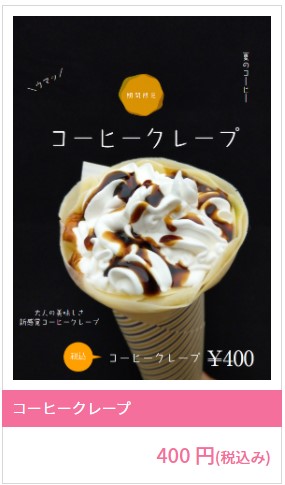 ＼ウマッ／
期間限定
夏のコーヒー
コーヒークレープ
大人の美味しさ
新感覚コーヒークレープ
税込
コーヒークレープ ¥400
コーヒークレープ
400 円(税込み)